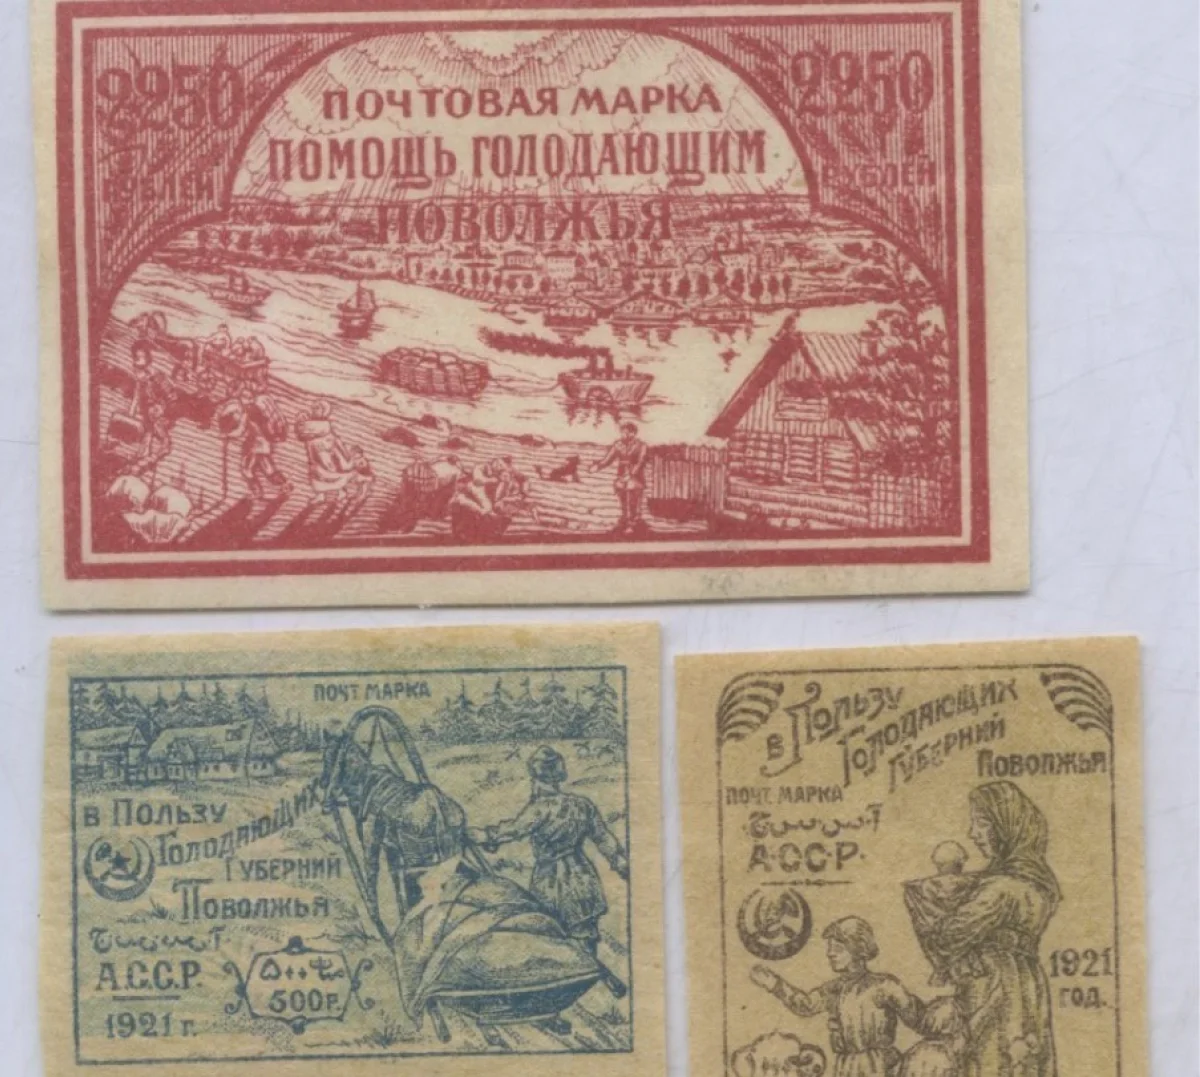 2250 2250
ПОЧТОВАЯ МАРКА
ПОМОЩЬ ГОЛОДАЮЩИМ
ПОВОЛЖЬЯ
РУБЛЕЙ РУБЛЕЙ
ПОЧТ. МАРКА
В ПОЛЬЗУ
ГОЛОДАЮЩИХ
ГУБЕРНИЙ
ПОВОЛЖЬЯ
А.С.С.Р.
1921 г.
500 Р.
В ПОЛЬЗУ
ГОЛОДАЮЩИХ
ГУБЕРНИЙ
ПОВОЛЖЬЯ
ПОЧТ. МАРКА
А.С.С.Р.
1921
ГОД.